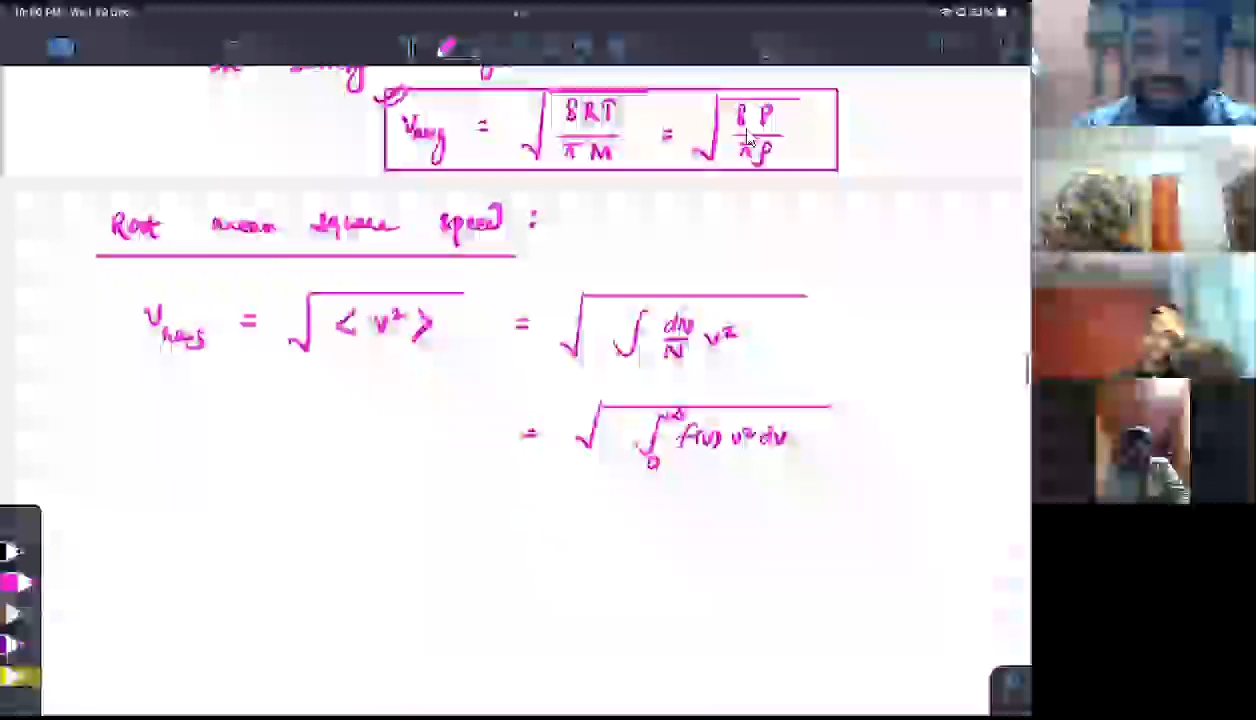 V_avg = √(8RT / πM) = √(8P / πρ)
Root mean square speed :
V_rms = √<v²> = √(∫ dN/N v²)
= √(∫₀^∞ f(v) v² dv)